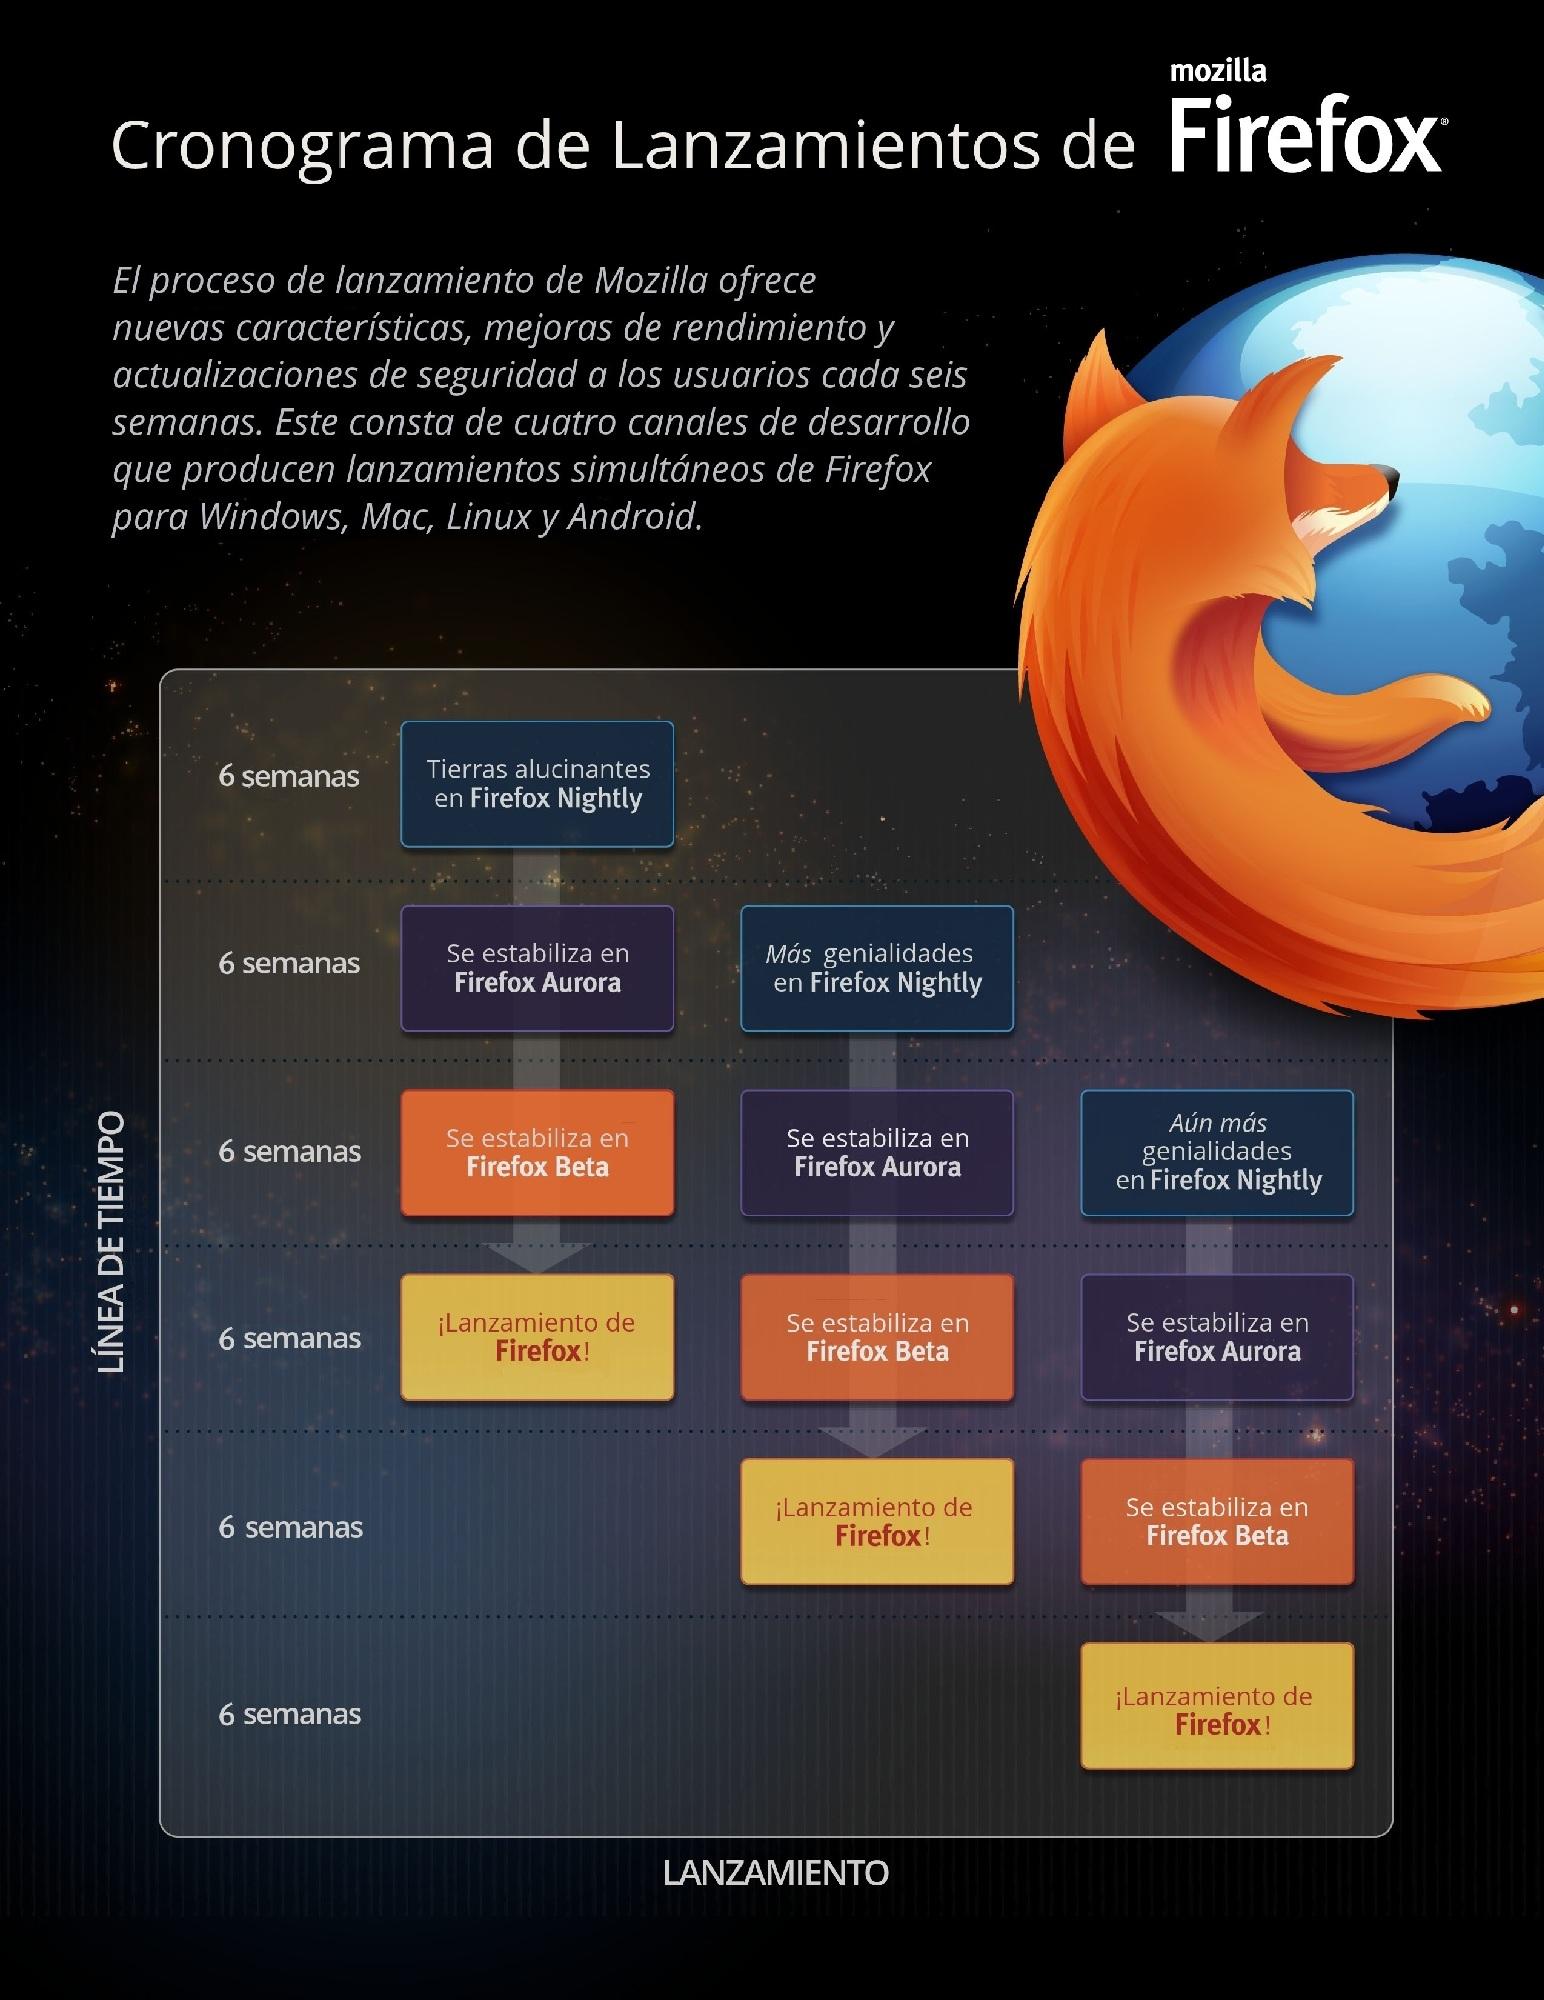 mozilla
Cronograma de Lanzamientos de Firefox®
El proceso de lanzamiento de Mozilla ofrece
nuevas características, mejoras de rendimiento y
actualizaciones de seguridad a los usuarios cada seis
semanas. Este consta de cuatro canales de desarrollo
que producen lanzamientos simultáneos de Firefox
para Windows, Mac, Linux y Android.
LÍNEA DE TIEMPO
6 semanas
Tierras alucinantes
en Firefox Nightly
6 semanas
Se estabiliza en
Firefox Aurora
Más genialidades
en Firefox Nightly
6 semanas
Se estabiliza en
Firefox Beta
Se estabiliza en
Firefox Aurora
Aún más
genialidades
en Firefox Nightly
6 semanas
¡Lanzamiento de
Firefox!
Se estabiliza en
Firefox Beta
Se estabiliza en
Firefox Aurora
6 semanas
¡Lanzamiento de
Firefox!
Se estabiliza en
Firefox Beta
6 semanas
¡Lanzamiento de
Firefox!
LANZAMIENTO